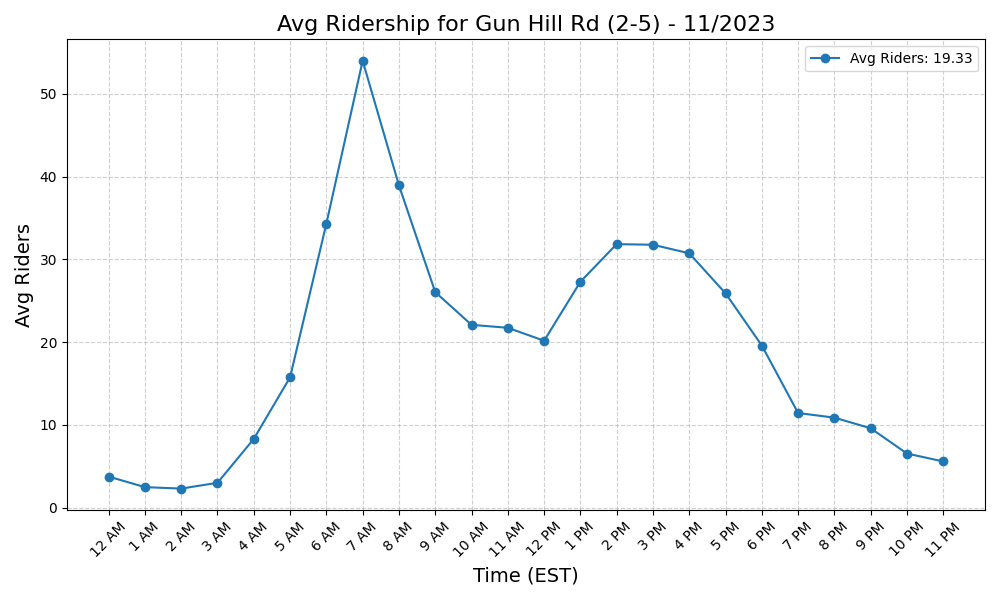 Avg Ridership for Gun Hill Rd (2-5) - 11/2023
Avg Riders: 19.33
Avg Riders
50
40
30
20
10
0
12 AM
1 AM
2 AM
3 AM
4 AM
5 AM
6 AM
7 AM
8 AM
9 AM
10 AM
11 AM
12 PM
1 PM
2 PM
3 PM
4 PM
5 PM
6 PM
7 PM
8 PM
9 PM
10 PM
11 PM
Time (EST)